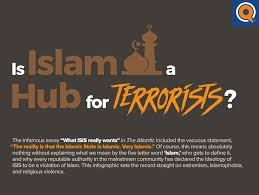 Is Islam a
Hub for TERRORISTS?
The infamous essay "What ISIS really wants" in The Atlantic included the vacuous statement,
"The reality is that the Islamic State is Islamic. Very Islamic." Of course, this means absolutely
nothing without explaining what we mean by the five letter word 'Islam,' who gets to define it,
and why every reputable authority in the mainstream community has declared the ideology of
ISIS to be a violation of Islam. This infographic sets the record straight on extremism, Islamophobia,
and religious violence.